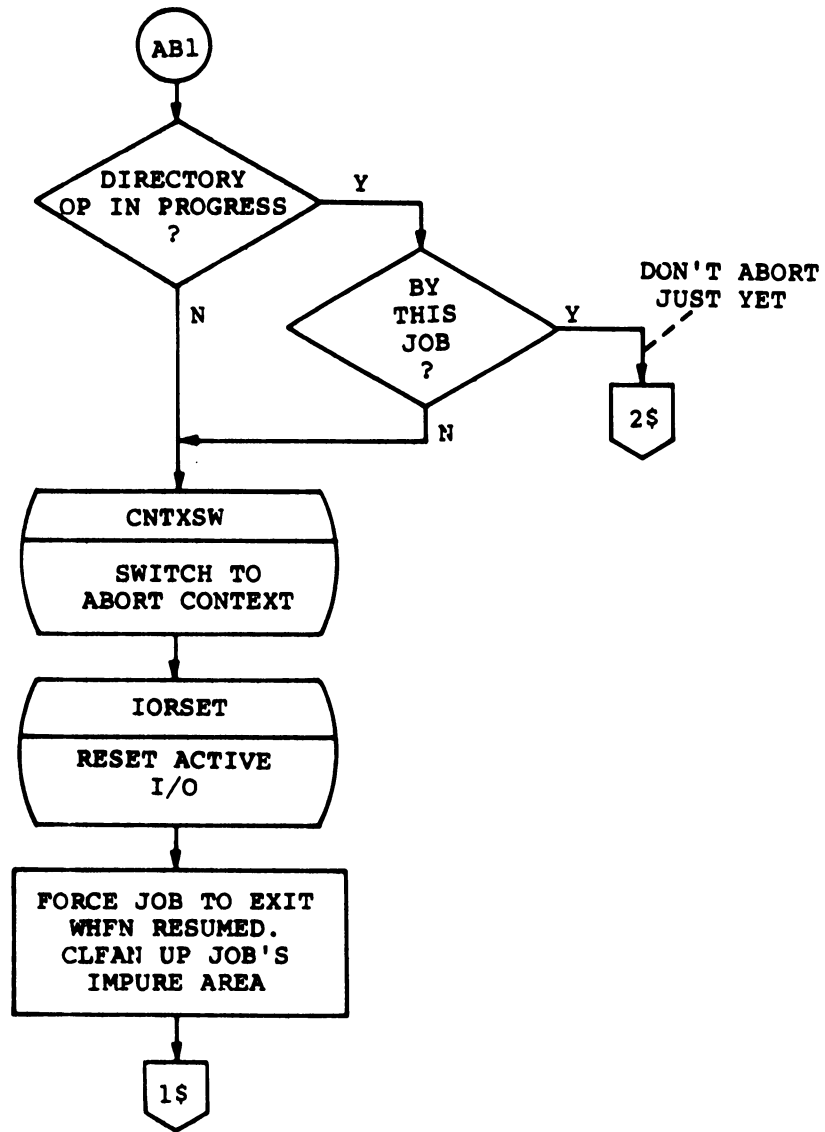 AB1
DIRECTORY
OP IN PROGRESS
?
Y
N
BY
THIS
JOB
?
Y
N
DON'T ABORT
JUST YET
2$
CNTXSW
SWITCH TO
ABORT CONTEXT
IORSET
RESET ACTIVE
I/O
FORCE JOB TO EXIT
WHFN RESUMED.
CLFAN UP JOB'S
IMPURE AREA
1$